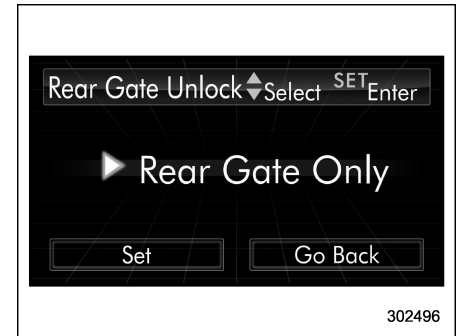 Rear Gate Unlock Select SET Enter
Rear Gate Only
Set Go Back
302496